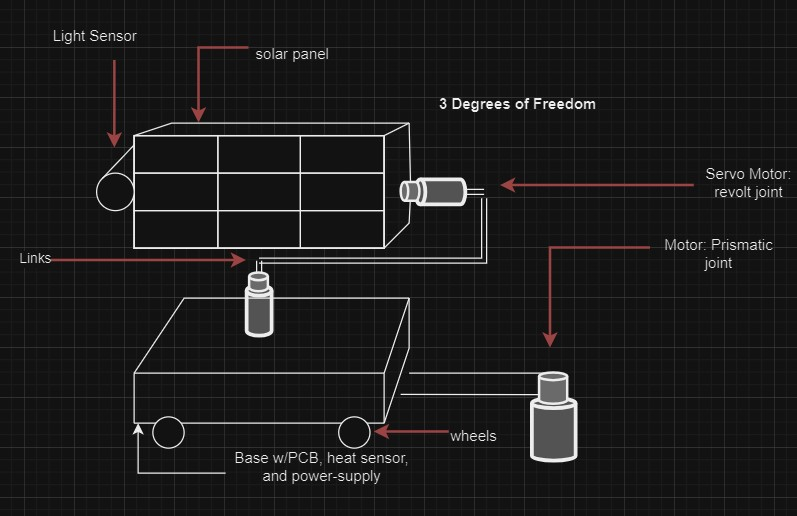 Light Sensor
solar panel
3 Degrees of Freedom
Servo Motor:
revolt joint
Links
Motor: Prismatic
joint
wheels
Base w/PCB, heat sensor,
and power-supply